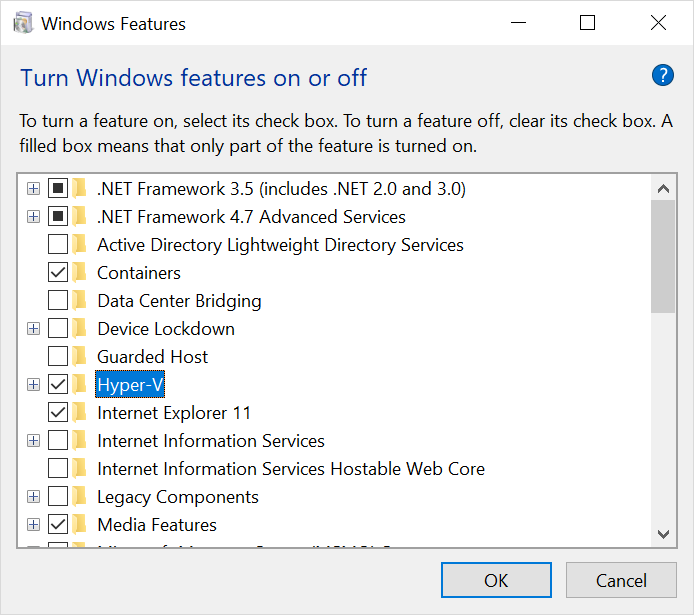 Windows Features
Turn Windows features on or off
?
To turn a feature on, select its check box. To turn a feature off, clear its check box. A
filled box means that only part of the feature is turned on.
.NET Framework 3.5 (includes .NET 2.0 and 3.0)
.NET Framework 4.7 Advanced Services
Active Directory Lightweight Directory Services
Containers
Data Center Bridging
Device Lockdown
Guarded Host
Hyper-V
Internet Explorer 11
Internet Information Services
Internet Information Services Hostable Web Core
Legacy Components
Media Features
OK
Cancel